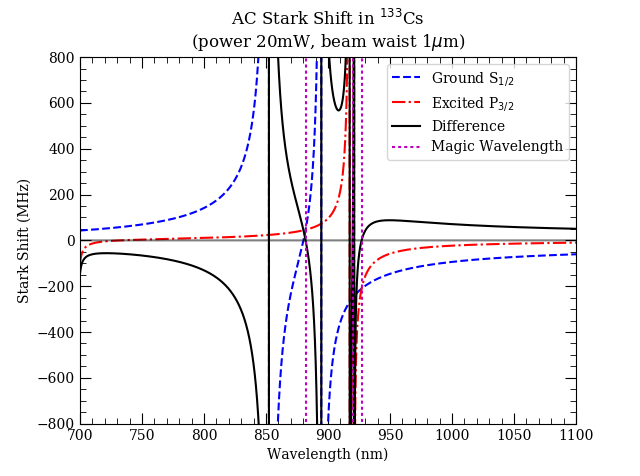 AC Stark Shift in ¹³³Cs
(power 20mW, beam waist 1μm)
800
600
400
200
0
−200
−400
−600
−800
Stark Shift (MHz)
Ground S₁/₂
Excited P₃/₂
Difference
Magic Wavelength
700 750 800 850 900 950 1000 1050 1100
Wavelength (nm)